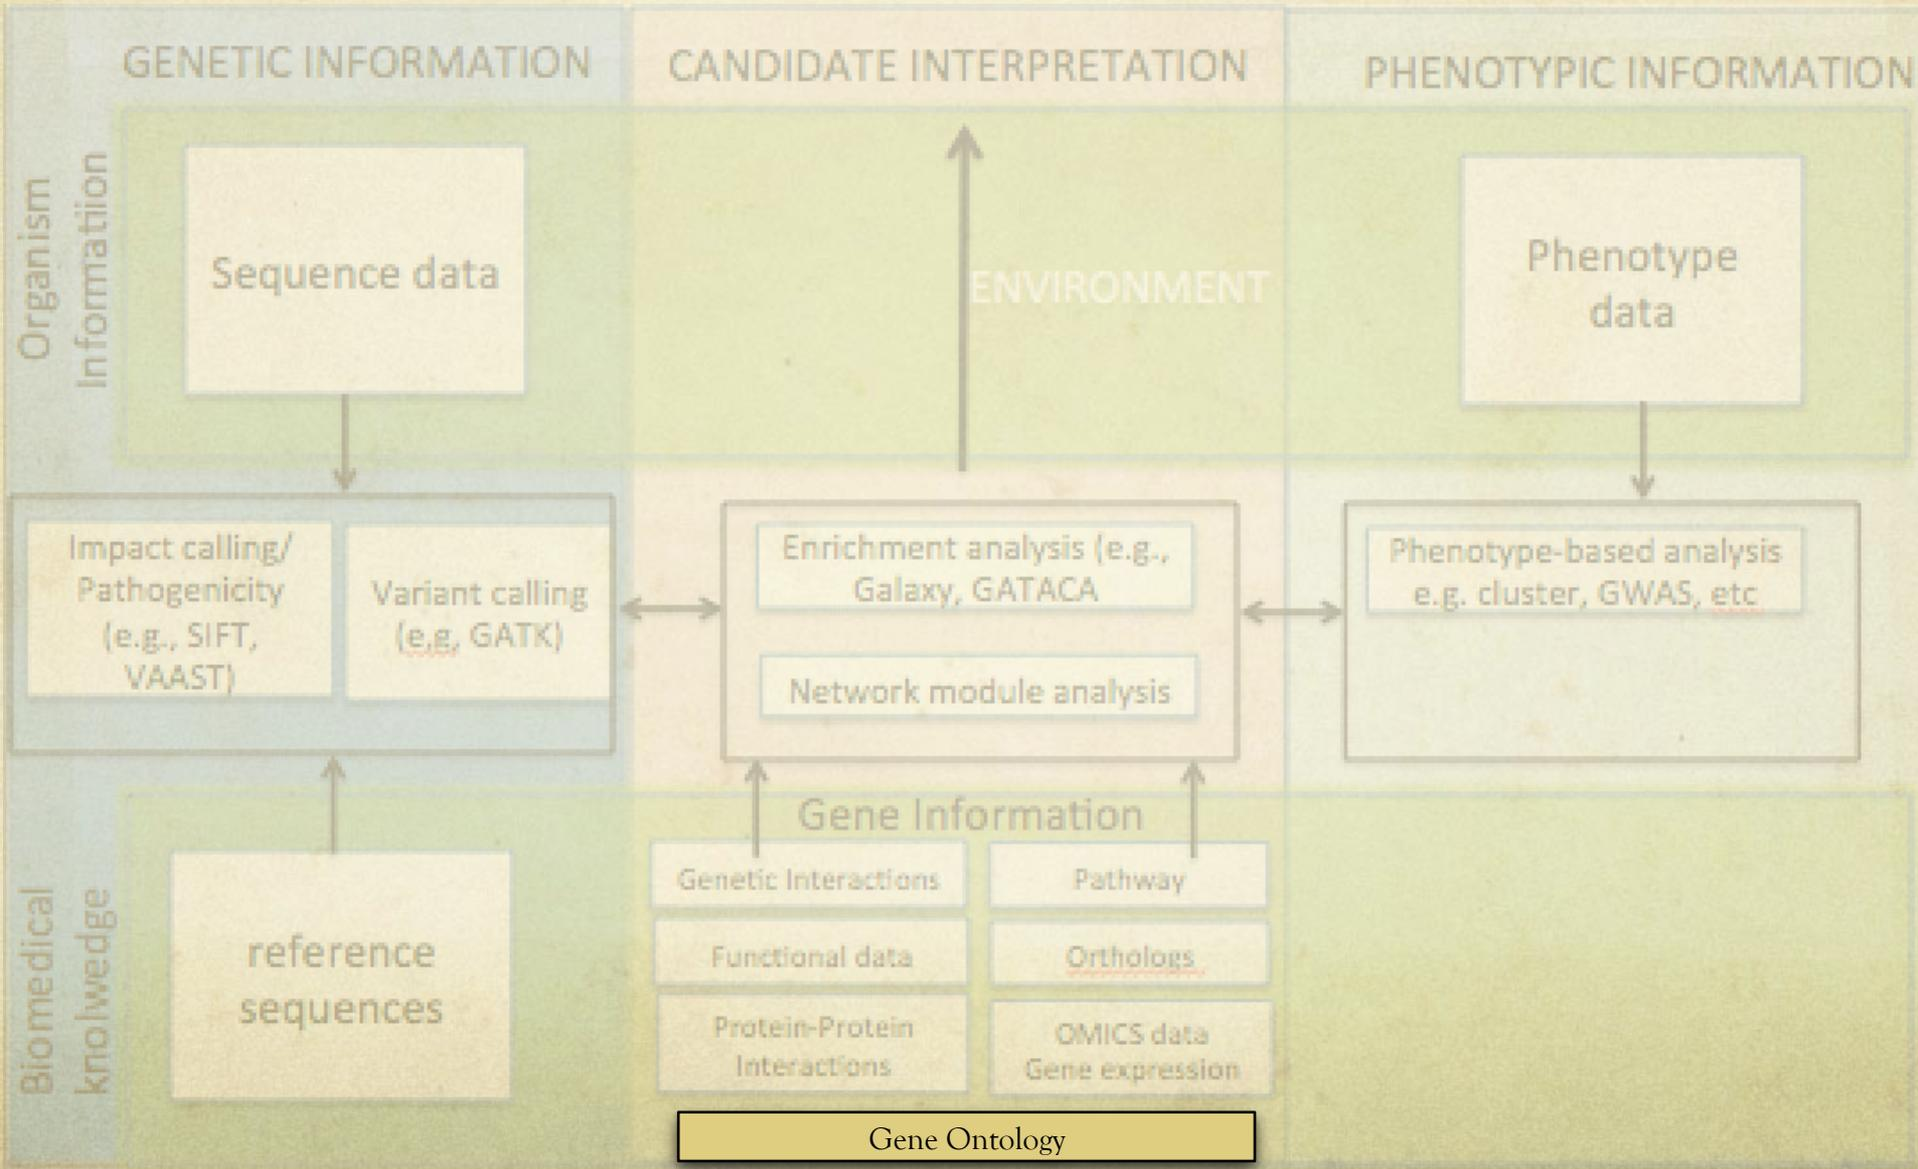 GENETIC INFORMATION
CANDIDATE INTERPRETATION
PHENOTYPIC INFORMATION
Organism
Informatiion
Sequence data
ENVIRONMENT
Phenotype
data
Impact calling/
Pathogenicity
(e.g., SIFT,
VAAST)
Variant calling
(e,g, GATK)
Enrichment analysis (e.g.,
Galaxy, GATACA
Network module analysis
Phenotype-based analysis
e.g. cluster, GWAS, etc
Biomedical
knolwedge
reference
sequences
Gene Information
Genetic Interactions
Pathway
Functional data
Orthologs
Protein-Protein
Interactions
OMICS data
Gene expression
Gene Ontology